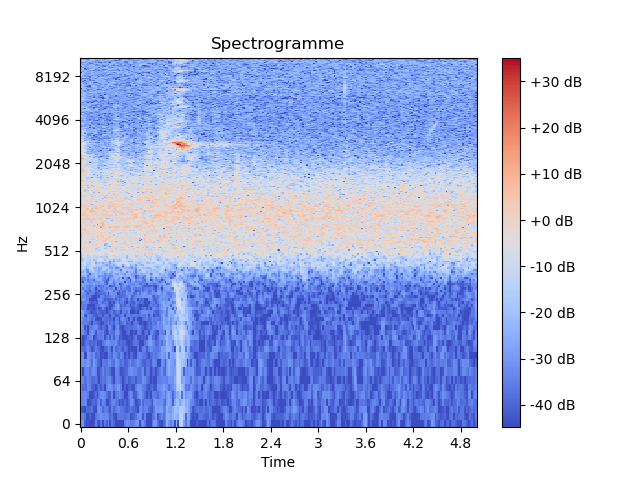 Spectrogramme
8192
4096
2048
1024
512
256
128
64
0
Hz
0 0.6 1.2 1.8 2.4 3 3.6 4.2 4.8
Time
+30 dB
+20 dB
+10 dB
+0 dB
-10 dB
-20 dB
-30 dB
-40 dB